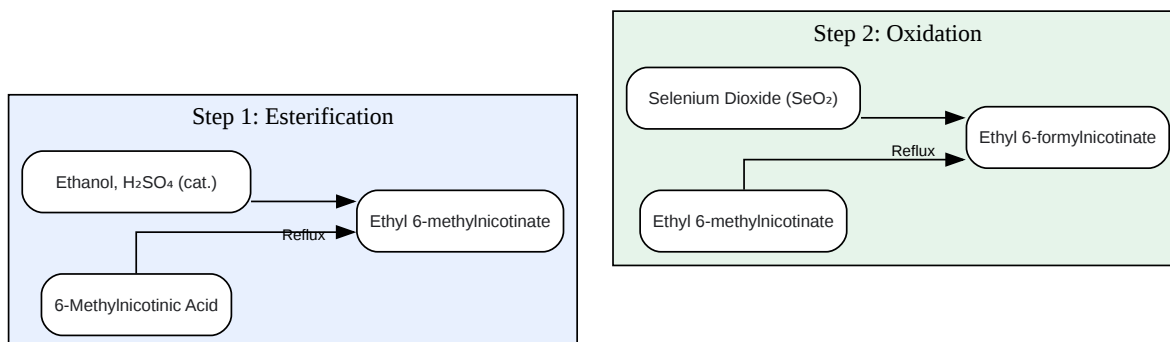 Step 1: Esterification
Ethanol, H₂SO₄ (cat.)
Ethyl 6-methylnicotinate
Reflux
6-Methylnicotinic Acid
Step 2: Oxidation
Selenium Dioxide (SeO₂)
Ethyl 6-formylnicotinate
Reflux
Ethyl 6-methylnicotinate